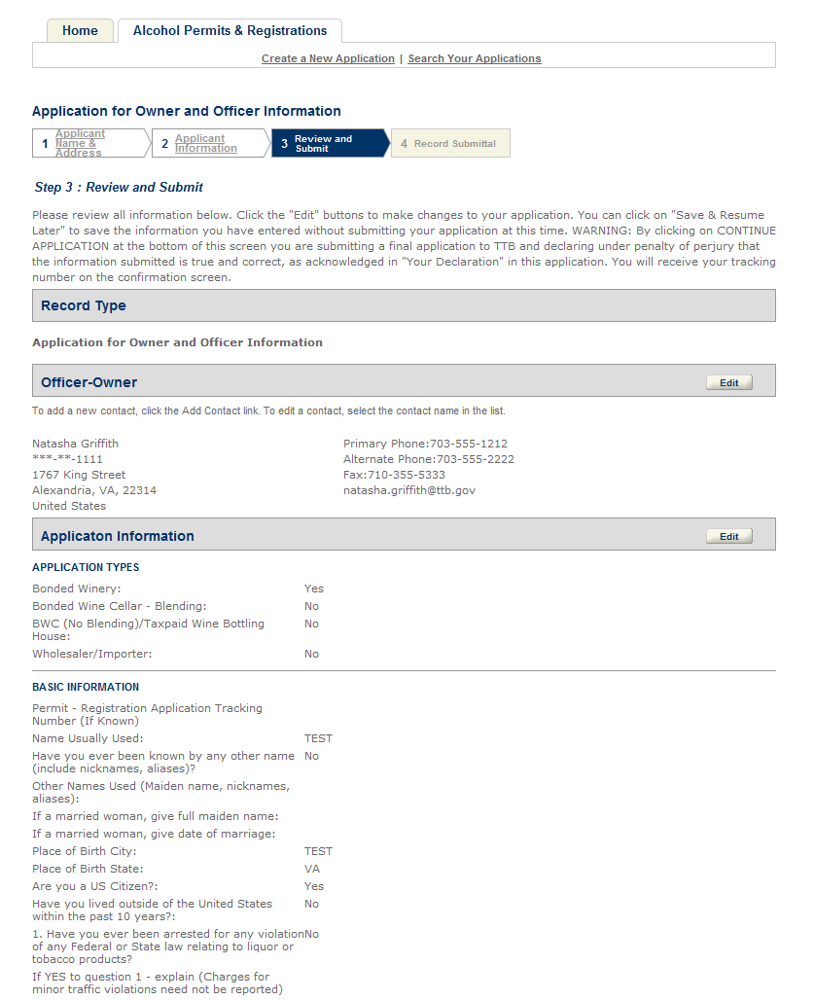 Home
Alcohol Permits & Registrations
Create a New Application | Search Your Applications
Application for Owner and Officer Information
1 Applicant Name & Address
2 Applicant Information
3 Review and Submit
4 Record Submittal
Step 3 : Review and Submit
Please review all information below. Click the "Edit" buttons to make changes to your application. You can click on "Save & Resume
Later" to save the information you have entered without submitting your application at this time. WARNING: By clicking on CONTINUE
APPLICATION at the bottom of this screen you are submitting a final application to TTB and declaring under penalty of perjury that
the information submitted is true and correct, as acknowledged in "Your Declaration" in this application. You will receive your tracking
number on the confirmation screen.
Record Type
Application for Owner and Officer Information
Officer-Owner
Edit
To add a new contact, click the Add Contact link. To edit a contact, select the contact name in the list.
Natasha Griffith
***-**-1111
1767 King Street
Alexandria, VA, 22314
United States
Primary Phone:703-555-1212
Alternate Phone:703-555-2222
Fax:710-355-5333
natasha.griffith@ttb.gov
Applicaton Information
Edit
APPLICATION TYPES
Bonded Winery: Yes
Bonded Wine Cellar - Blending: No
BWC (No Blending)/Taxpaid Wine Bottling No
House:
Wholesaler/Importer: No
BASIC INFORMATION
Permit - Registration Application Tracking
Number (If Known)
Name Usually Used: TEST
Have you ever been known by any other name No
(include nicknames, aliases)?
Other Names Used (Maiden name, nicknames,
aliases):
If a married woman, give full maiden name:
If a married woman, give date of marriage:
Place of Birth City: TEST
Place of Birth State: VA
Are you a US Citizen?: Yes
Have you lived outside of the United States No
within the past 10 years?:
1. Have you ever been arrested for any violation No
of any Federal or State law relating to liquor or
tobacco products?
If YES to question 1 - explain (Charges for
minor traffic violations need not be reported)